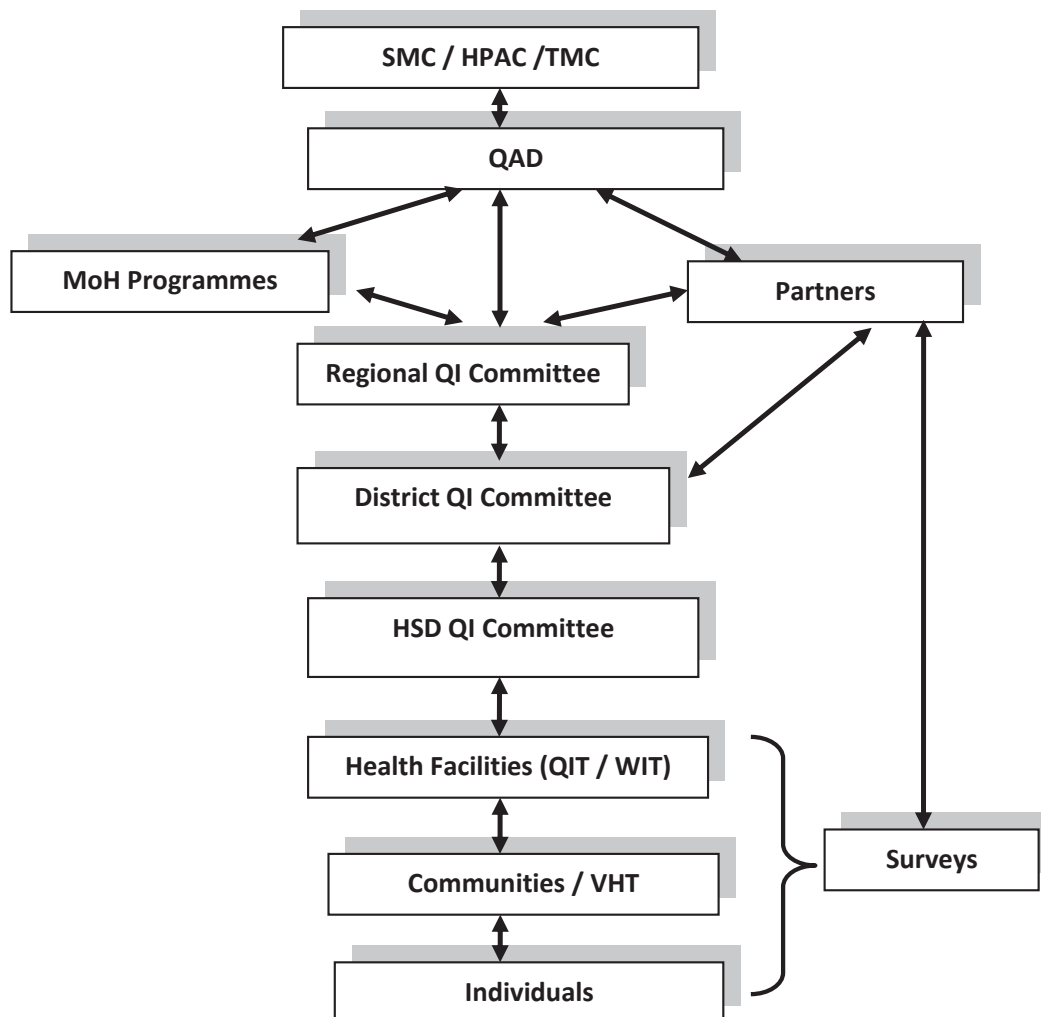 SMC / HPAC /TMC
QAD
MoH Programmes
Partners
Regional QI Committee
District QI Committee
HSD QI Committee
Health Facilities (QIT / WIT)
Surveys
Communities / VHT
Individuals